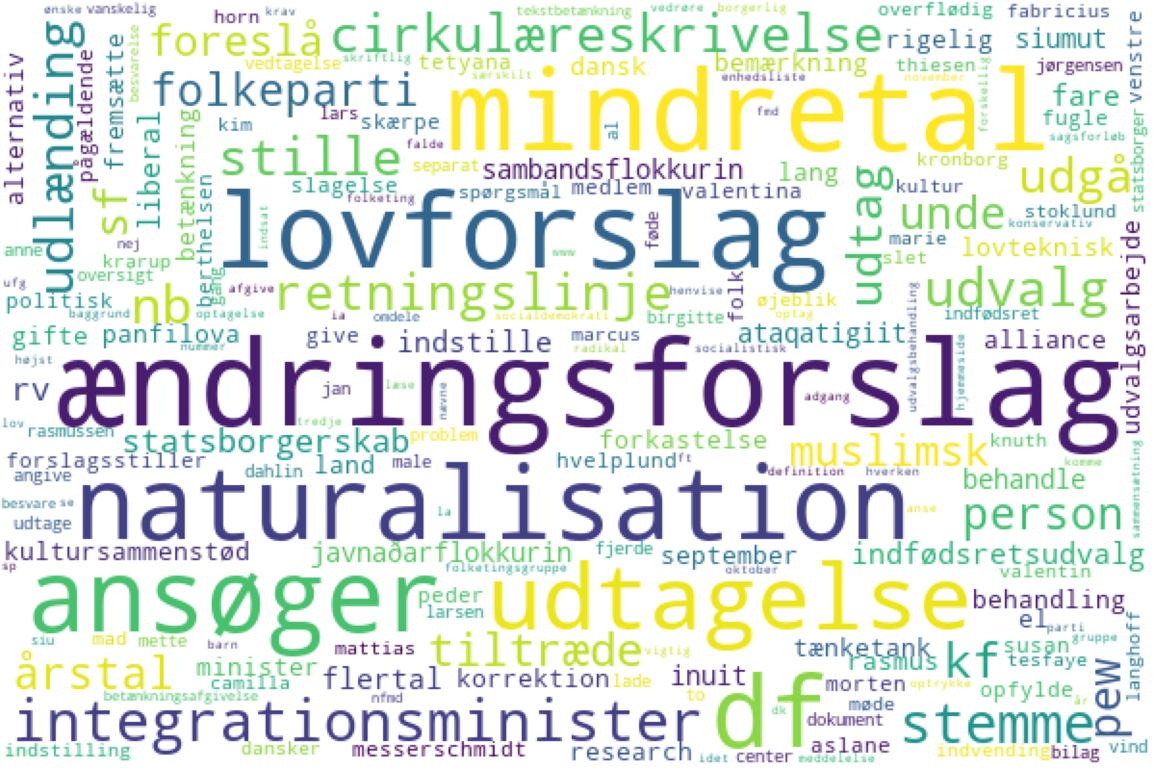 ønske vanskelig horn krav tekstbetænkning vedrøre borgerlig overflødig fabricius
foreslå cirkulæreskrivelse rigelig siumut
vedtagelse skriftlig tetyana særskilt dansk bemærkning enhedsliste thiesen november jørgensen
alternativ udlænding pågældende fremsætte besvarelse folkeparti mindretal forskellig fare venstre
kim lars skærpe falde al fmd fugle sagsforløb statsborger
sf liberal betænkning stille separat sambandsflokkurin lang kronborg udgå
slagelse spørgsmål medlem valentina udtag kultur
berthelsen folketing lovforslag føde unde stoklund konservativ
anne nej krarup indsat www marie slet lovteknisk udvalgsarbejde
ufg oversigt gang afgive retningslinje henvise folk øjeblik udvalg
politisk nb optagelse ia omdele socialdemokrati birgitte optag udvalgsbehandling indfødsret
baggrund gifte panfilova give indstille marcus ataqatigiit alliance
højst nummer radikal socialistisk hjemmeside
rv ændringsforslag jan læse nævne adgang
lov rasmussen tredje statsborgerskab problem forkastelse muslimsk knuth
forslagsstiller dahlin land male hvelplund ft definition hverken komme
angive naturalisation behandle sammensætning
besvare se udtage la anse person
kultursammenstød javnaðarflokkurin fjerde september indfødsretsudvalg
sp folketingsgruppe oktober valentin
ansøger peder larsen udtagelse behandling
siu mad mette barn mattias tiltræde vigtig tænketank el parti susan gruppe
årstal minister flertal korrektion lade inuit rasmus kf tesfaye langhoff
camilla betænkningsafgivelse nfmd to df morten optrykke opfylde år pew
integrationsminister dk møde dokument stemme
indstilling dansker messerschmidt research idet center meddelelse aslane indvending bilag vind